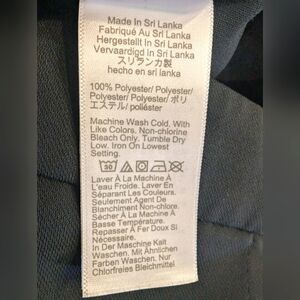 Made In Sri Lanka
Fabriqué Au Sri Lanka
Hergestellt In Sri Lanka
Vervaardigd In Sri Lanka
スリランカ製
hecho en sri lanka
100% Polyester/ Polyester/
Polyester/ Polyester/ ポリ
エステル/ poliéster
Machine Wash Cold, With
Like Colors. Non-chlorine
Bleach Only. Tumble Dry
Low. Iron On Lowest
Setting.
30
Laver À La Machine À
L'eau Froide. Laver En
Séparant Les Couleurs.
Seulement Agent De
Blanchiment Non-chloré.
Sécher À La Machine À
Basse Température.
Repasser À Fer Doux Si
Nécessaire.
In Der Maschine Kalt
Waschen. Mit Ähnlichen
Farben Waschen. Nur
Chlorfreies Bleichmittel